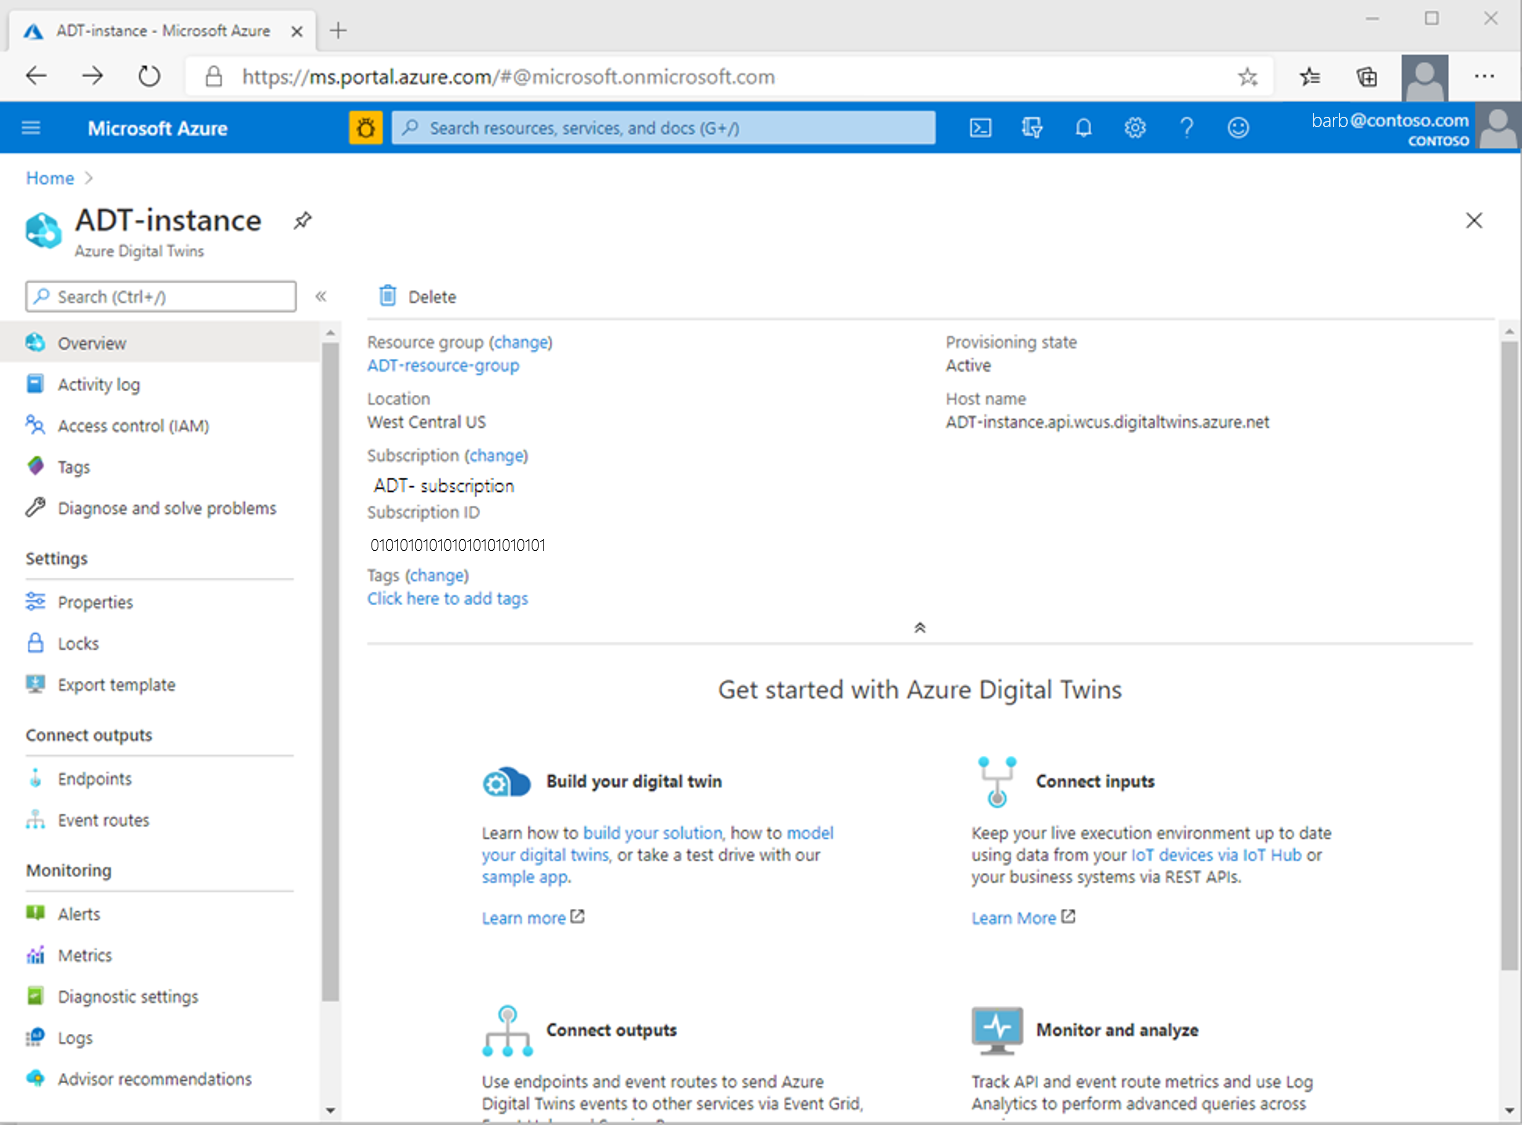 ADT-instance - Microsoft Azure
https://ms.portal.azure.com/#@microsoft.onmicrosoft.com
Microsoft Azure
Search resources, services, and docs (G+/)
barb@contoso.com
CONTOSO
Home
ADT-instance
Azure Digital Twins
Search (Ctrl+/)
Overview
Activity log
Access control (IAM)
Tags
Diagnose and solve problems
Settings
Properties
Locks
Export template
Connect outputs
Endpoints
Event routes
Monitoring
Alerts
Metrics
Diagnostic settings
Logs
Advisor recommendations
Delete
Resource group (change)
ADT-resource-group
Location
West Central US
Subscription (change)
ADT- subscription
Subscription ID
010101010101010101010101
Tags (change)
Click here to add tags
Provisioning state
Active
Host name
ADT-instance.api.wcus.digitaltwins.azure.net
Get started with Azure Digital Twins
Build your digital twin
Learn how to build your solution, how to model
your digital twins, or take a test drive with our
sample app.
Learn more
Connect inputs
Keep your live execution environment up to date
using data from your IoT devices via IoT Hub or
your business systems via REST APIs.
Learn More
Connect outputs
Use endpoints and event routes to send Azure
Digital Twins events to other services via Event Grid,
Monitor and analyze
Track API and event route metrics and use Log
Analytics to perform advanced queries across